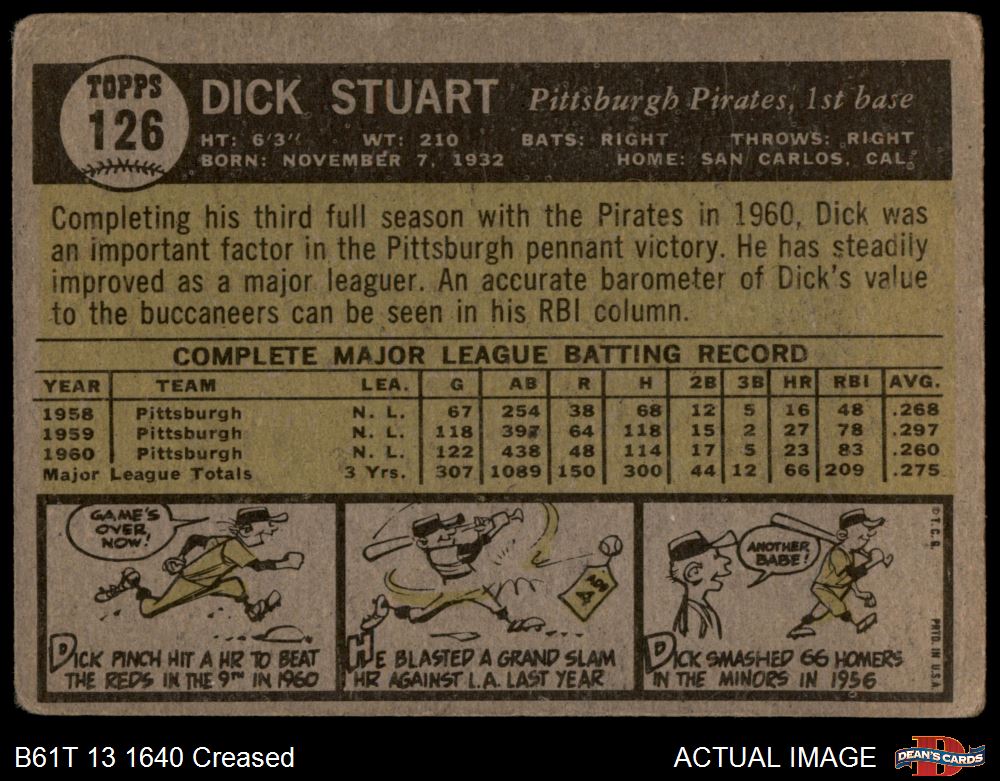 TOPPS
126
DICK STUART Pittsburgh Pirates, 1st base
HT: 6'3" WT: 210 BATS: RIGHT THROWS: RIGHT
BORN: NOVEMBER 7, 1932 HOME: SAN CARLOS, CAL.
Completing his third full season with the Pirates in 1960, Dick was
an important factor in the Pittsburgh pennant victory. He has steadily
improved as a major leaguer. An accurate barometer of Dick's value
to the buccaneers can be seen in his RBI column.
COMPLETE MAJOR LEAGUE BATTING RECORD
YEAR TEAM LEA. G AB R H 2B 3B HR RBI AVG.
1958 Pittsburgh N. L. 67 254 38 68 12 5 16 48 .268
1959 Pittsburgh N. L. 118 397 64 118 15 2 27 78 .297
1960 Pittsburgh N. L. 122 438 48 114 17 5 23 83 .260
Major League Totals 3 Yrs. 307 1089 150 300 44 12 66 209 .275
GAME'S
OVER
NOW!
DICK PINCH HIT A HR TO BEAT
THE REDS IN THE 9TH IN 1960
HE BLASTED A GRAND SLAM
HR AGAINST L.A. LAST YEAR
ANOTHER
BABE!
DICK SMASHED 66 HOMERS
IN THE MINORS IN 1956
© T. C. G.
PRTD. IN U.S.A.
B61T 13 1640 Creased
ACTUAL IMAGE
D
DEAN'S CARDS